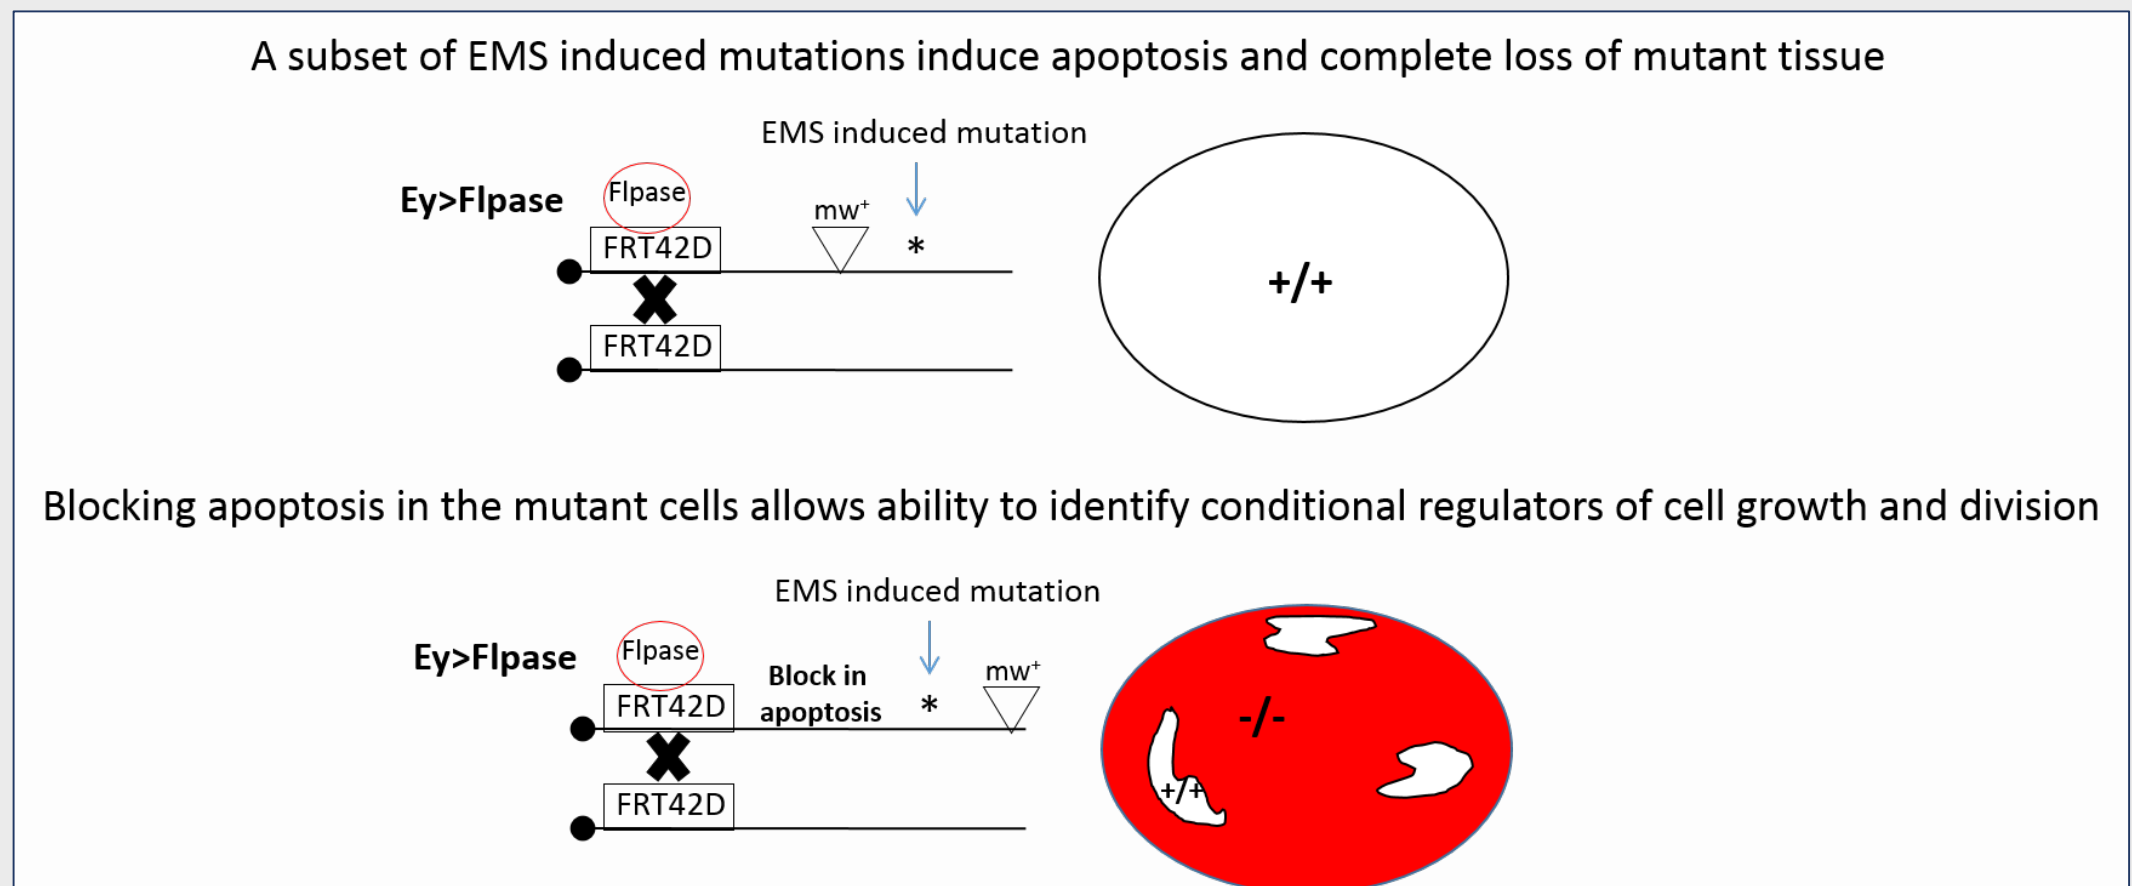 A subset of EMS induced mutations induce apoptosis and complete loss of mutant tissue
EMS induced mutation
Ey>Flpase
Flpase
mw⁺
FRT42D
*
+/+
FRT42D
Blocking apoptosis in the mutant cells allows ability to identify conditional regulators of cell growth and division
EMS induced mutation
Ey>Flpase
Flpase
Block in
apoptosis
mw⁺
FRT42D
*
-/-
FRT42D
+/+